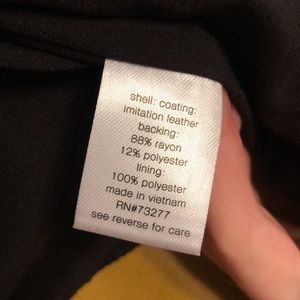 shell: coating:
imitation leather
backing:
88% rayon
12% polyester
lining:
100% polyester
made in vietnam
RN#73277
see reverse for care